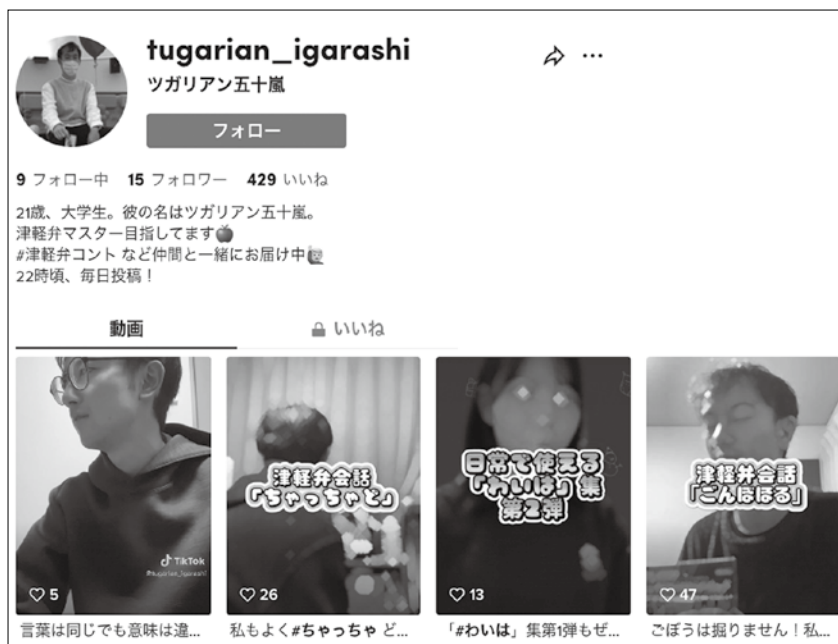 tugarian_igarashi
ツガリアン五十嵐
フォロー
9 フォロー中 15 フォロワー 429 いいね
21歳、大学生。彼の名はツガリアン五十嵐。
津軽弁マスター目指してます🍎
#津軽弁コント など仲間と一緒にお届け中🙋
22時頃、毎日投稿！
動画
いいね
TikTok
@tugarian_igarashi
5
言葉は同じでも意味は違...
津軽弁会話
「ちゃっちゃど」
26
私もよく#ちゃっちゃ ど...
日常で使える
「わいは」集
第2弾
13
「#わいは」集第1弾もぜ...
津軽弁会話
「ごんぼほる」
47
ごぼうは掘りません！私...